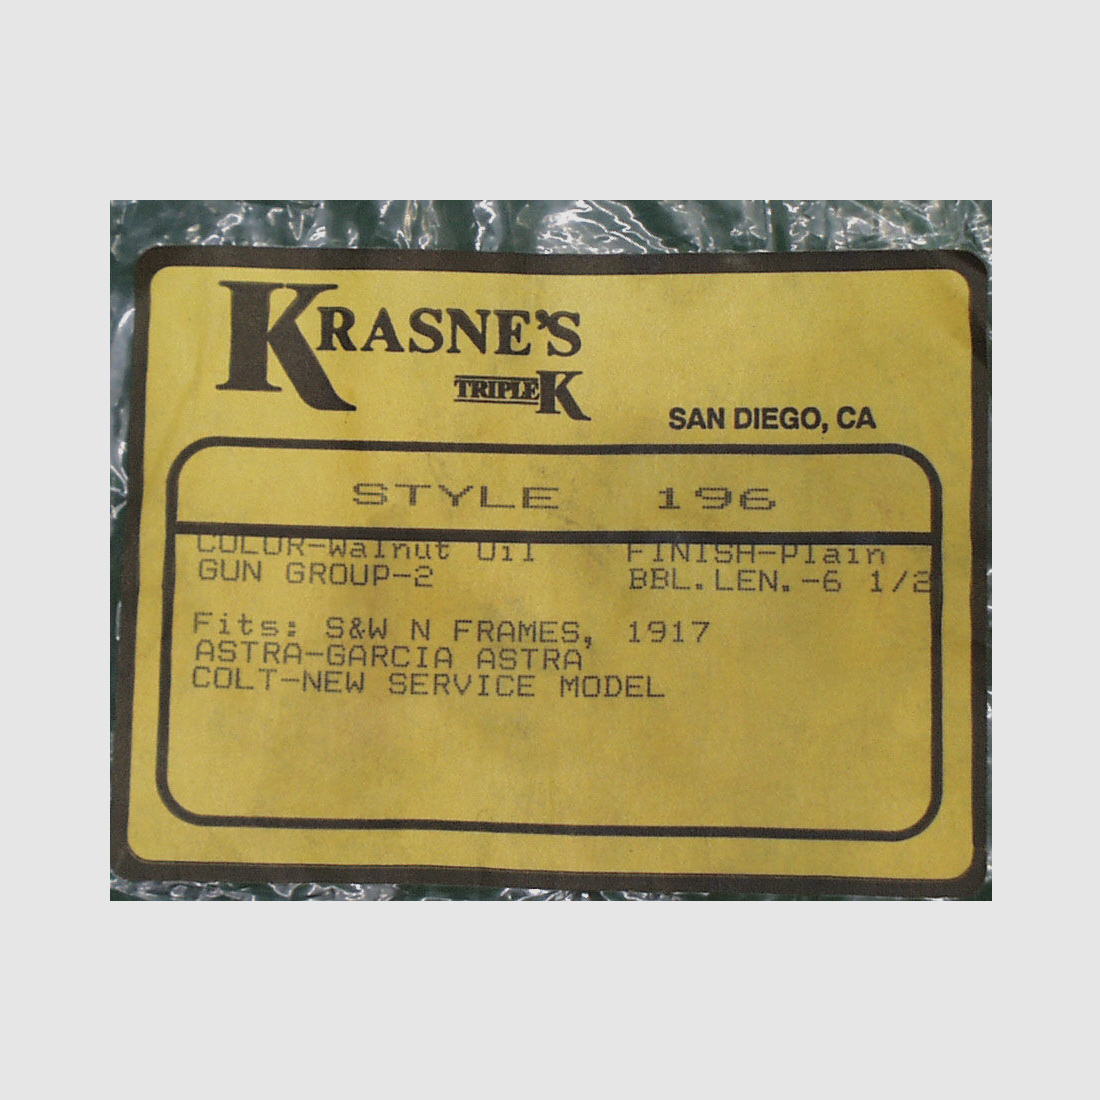 KRASNE'S
TRIPLE K
SAN DIEGO, CA
STYLE 196
COLOR-Walnut Oil FINISH-Plain
GUN GROUP-2 BBL.LEN.-6 1/2
Fits: S&W N FRAMES, 1917
ASTRA-GARCIA ASTRA
COLT-NEW SERVICE MODEL